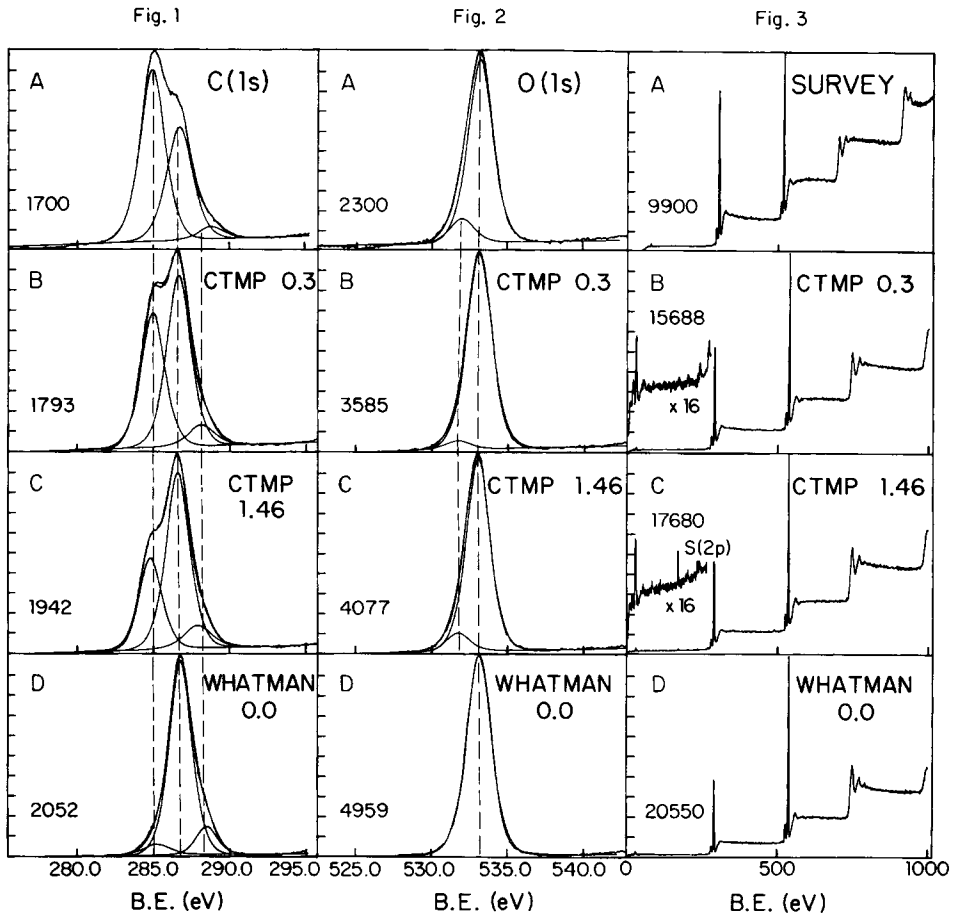 Fig. 1
Fig. 2
Fig. 3
A
C(1s)
1700
A
O(1s)
2300
A
SURVEY
9900
B
CTMP 0.3
1793
B
CTMP 0.3
3585
B
CTMP 0.3
15688
x 16
C
CTMP
1.46
1942
C
CTMP 1.46
4077
C
CTMP 1.46
17680
S(2p)
x 16
D
WHATMAN
0.0
2052
D
WHATMAN
0.0
4959
D
WHATMAN
0.0
20550
280.0 285.0 290.0 295.0
525.0 530.0 535.0 540.0
0 500 1000
B.E. (eV)
B.E. (eV)
B.E. (eV)